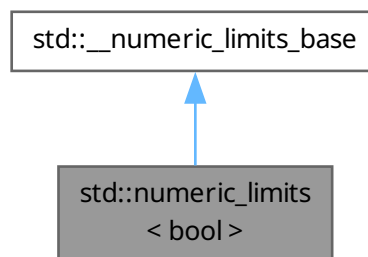 std::__numeric_limits_base
std::numeric_limits
< bool >